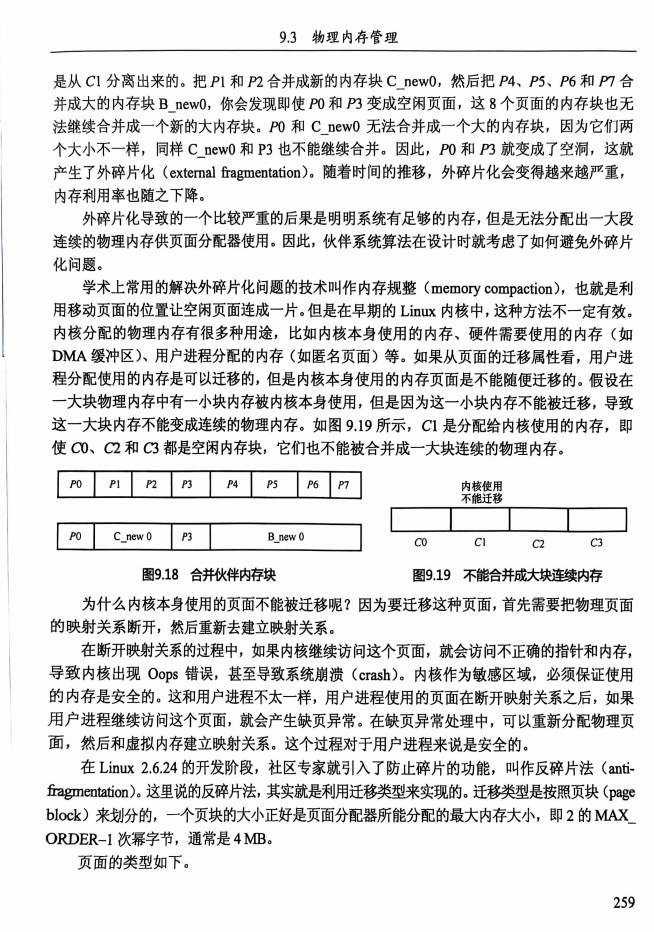 9.3 物理内存管理
是从 C1 分离出来的。把 P1 和 P2 合并成新的内存块 C_new0，然后把 P4、P5、P6 和 P7 合
并成大的内存块 B_new0，你会发现即使 P0 和 P3 变成空闲页面，这 8 个页面的内存块也无
法继续合并成一个新的大内存块。P0 和 C_new0 无法合并成一个大的内存块，因为它们两
个大小不一样，同样 C_new0 和 P3 也不能继续合并。因此，P0 和 P3 就变成了空洞，这就
产生了外碎片化（external fragmentation）。随着时间的推移，外碎片化会变得越来越严重，
内存利用率也随之下降。
外碎片化导致的一个比较严重的后果是明明系统有足够的内存，但是无法分配出一大段
连续的物理内存供页面分配器使用。因此，伙伴系统算法在设计时就考虑了如何避免外碎片
化问题。
学术上常用的解决外碎片化问题的技术叫作内存规整（memory compaction），也就是利
用移动页面的位置让空闲页面连成一片。但是在早期的 Linux 内核中，这种方法不一定有效。
内核分配的物理内存有很多种用途，比如内核本身使用的内存、硬件需要使用的内存（如
DMA 缓冲区）、用户进程分配的内存（如匿名页面）等。如果从页面的迁移属性看，用户进
程分配使用的内存是可以迁移的，但是内核本身使用的内存页面是不能随便迁移的。假设在
一大块物理内存中有一小块内存被内核本身使用，但是因为这一小块内存不能被迁移，导致
这一大块内存不能变成连续的物理内存。如图 9.19 所示，C1 是分配给内核使用的内存，即
使 C0、C2 和 C3 都是空闲内存块，它们也不能被合并成一大块连续的物理内存。
P0 P1 P2 P3 P4 P5 P6 P7
P0 C_new 0 P3 B_new 0
图9.18 合并伙伴内存块
内核使用
不能迁移
C0 C1 C2 C3
图9.19 不能合并成大块连续内存
为什么内核本身使用的页面不能被迁移呢？因为要迁移这种页面，首先需要把物理页面
的映射关系断开，然后重新去建立映射关系。
在断开映射关系的过程中，如果内核继续访问这个页面，就会访问不正确的指针和内存，
导致内核出现 Oops 错误，甚至导致系统崩溃（crash）。内核作为敏感区域，必须保证使用
的内存是安全的。这和用户进程不太一样，用户进程使用的页面在断开映射关系之后，如果
用户进程继续访问这个页面，就会产生缺页异常。在缺页异常处理中，可以重新分配物理页
面，然后和虚拟内存建立映射关系。这个过程对于用户进程来说是安全的。
在 Linux 2.6.24 的开发阶段，社区专家就引入了防止碎片的功能，叫作反碎片法（anti-
fragmentation）。这里说的反碎片法，其实就是利用迁移类型来实现的。迁移类型是按照页块（page
block）来划分的，一个页块的大小正好是页面分配器所能分配的最大内存大小，即 2 的 MAX_
ORDER−1 次幂字节，通常是 4 MB。
页面的类型如下。
259